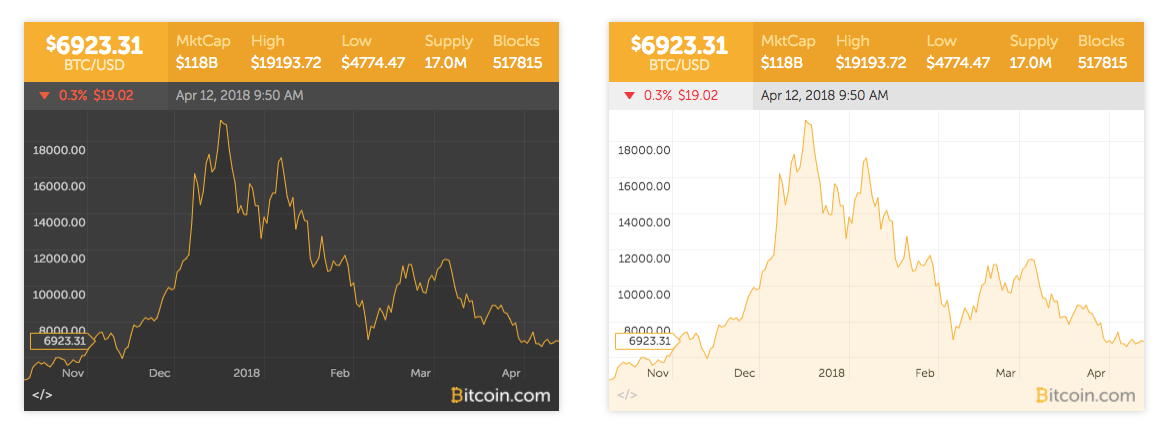 $6923.31
BTC/USD
MktCap High Low Supply Blocks
$118B $19193.72 $4774.47 17.0M 517815
0.3% $19.02 Apr 12, 2018 9:50 AM
18000.00
16000.00
14000.00
12000.00
10000.00
8000.00
6923.31
Nov Dec 2018 Feb Mar Apr
</> Bitcoin.com
$6923.31
BTC/USD
MktCap High Low Supply Blocks
$118B $19193.72 $4774.47 17.0M 517815
0.3% $19.02 Apr 12, 2018 9:50 AM
18000.00
16000.00
14000.00
12000.00
10000.00
8000.00
6923.31
Nov Dec 2018 Feb Mar Apr
</> Bitcoin.com